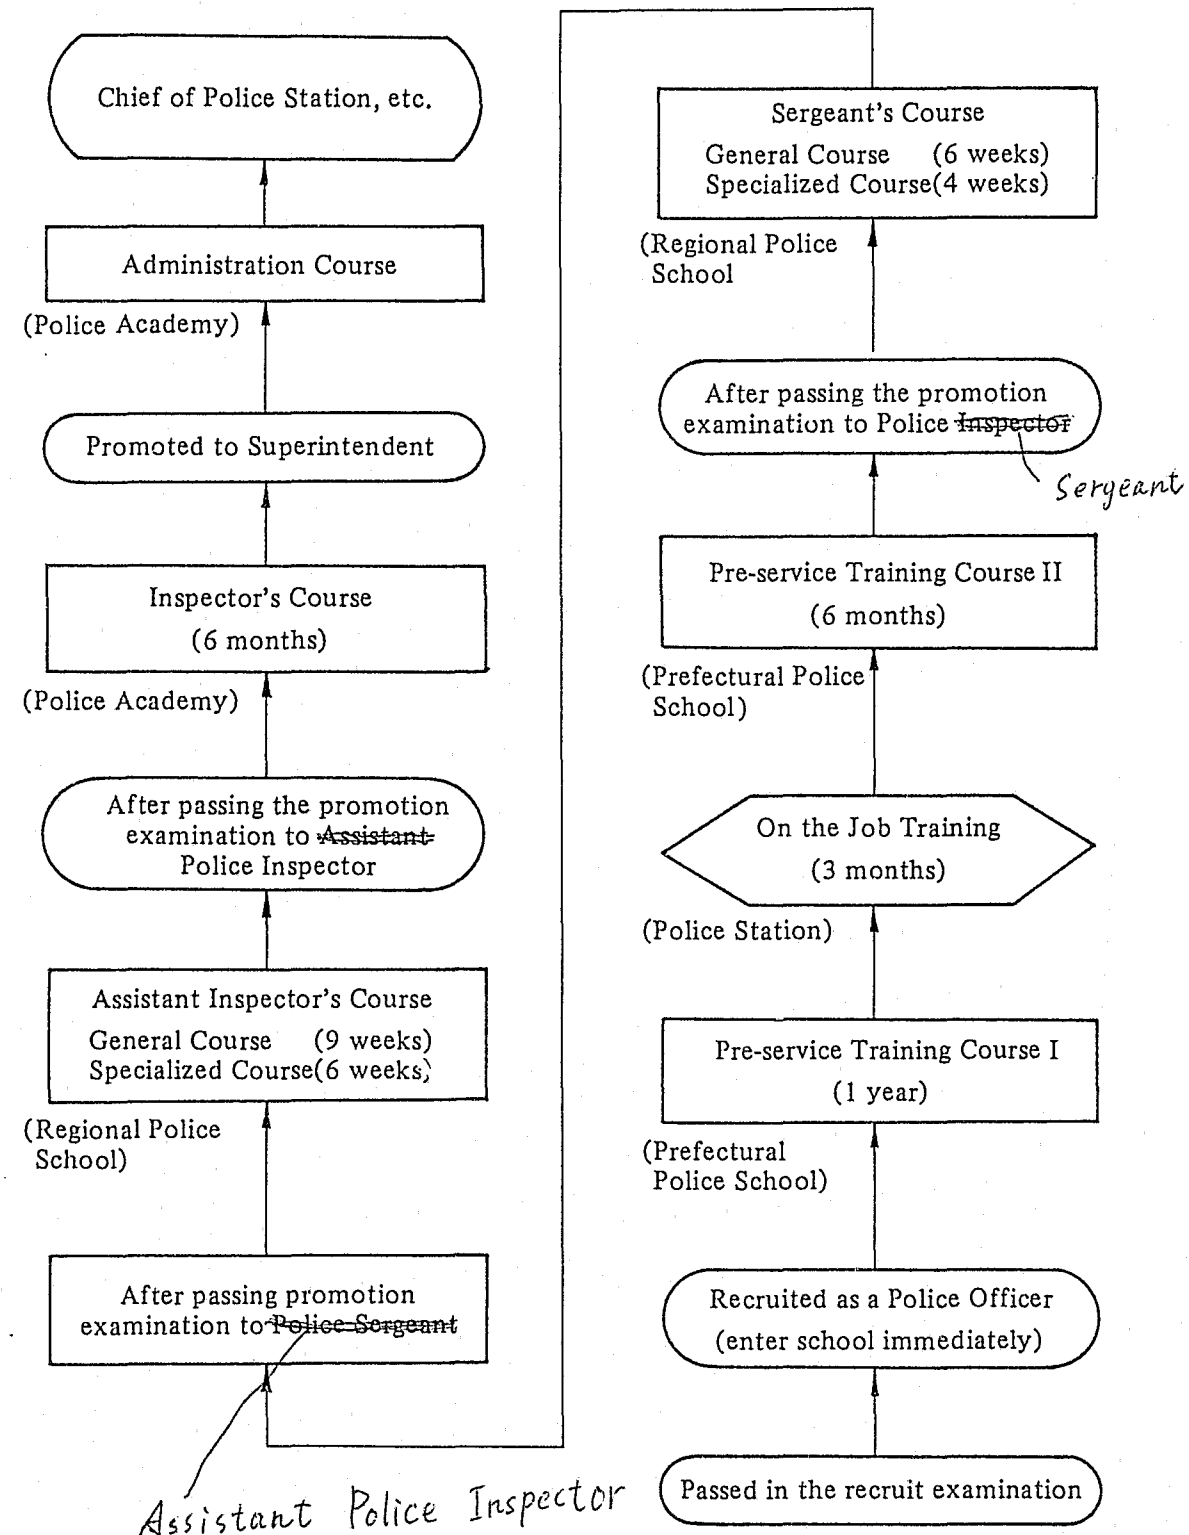 Chief of Police Station, etc.
Administration Course
(Police Academy)
Promoted to Superintendent
Inspector's Course
(6 months)
(Police Academy)
After passing the promotion
examination to Assistant
Police Inspector
Assistant Inspector's Course
General Course (9 weeks)
Specialized Course(6 weeks)
(Regional Police
School)
After passing promotion
examination to Police Sergeant
Assistant Police Inspector
Sergeant's Course
General Course (6 weeks)
Specialized Course(4 weeks)
(Regional Police
School
After passing the promotion
examination to Police Inspector
Sergeant
Pre-service Training Course II
(6 months)
(Prefectural Police
School)
On the Job Training
(3 months)
(Police Station)
Pre-service Training Course I
(1 year)
(Prefectural
Police School)
Recruited as a Police Officer
(enter school immediately)
Passed in the recruit examination